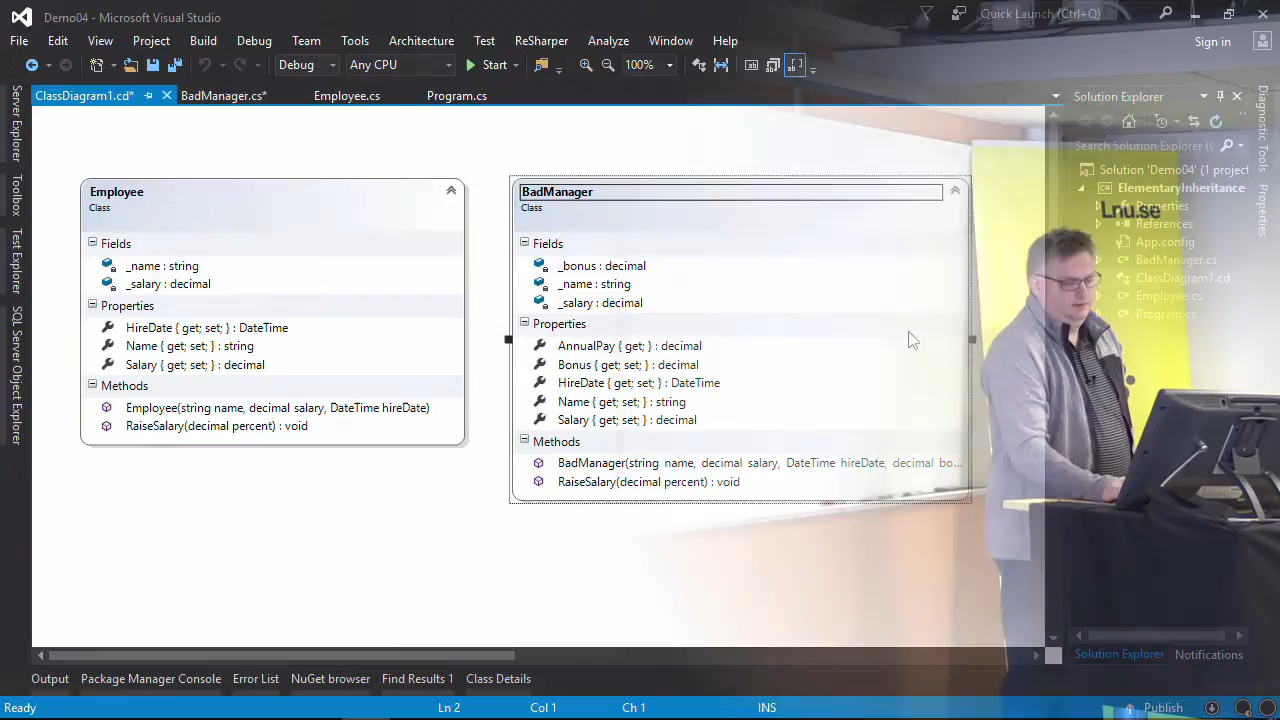 Demo04 - Microsoft Visual Studio
Quick Launch (Ctrl+Q)
File Edit View Project Build Debug Team Tools Architecture Test ReSharper Analyze Window Help
Sign in
Debug Any CPU Start 100%
ClassDiagram1.cd* BadManager.cs* Employee.cs Program.cs
Server Explorer
Toolbox
Test Explorer
SQL Server Object Explorer
Employee
Class
Fields
_name : string
_salary : decimal
Properties
HireDate { get; set; } : DateTime
Name { get; set; } : string
Salary { get; set; } : decimal
Methods
Employee(string name, decimal salary, DateTime hireDate)
RaiseSalary(decimal percent) : void
BadManager
Class
Fields
_bonus : decimal
_name : string
_salary : decimal
Properties
AnnualPay { get; } : decimal
Bonus { get; set; } : decimal
HireDate { get; set; } : DateTime
Name { get; set; } : string
Salary { get; set; } : decimal
Methods
BadManager(string name, decimal salary, DateTime hireDate, decimal bo...
RaiseSalary(decimal percent) : void
Solution Explorer
Search Solution Explorer (C
Solution 'Demo04' (1 project
ElementaryInheritance
Properties
Lnu.se
References
App.config
BadManager.cs
ClassDiagram1.cd
Employee.cs
Program.cs
Solution Explorer Notifications
Diagnostic Tools
Properties
Output Package Manager Console Error List NuGet browser Find Results 1 Class Details
Ready Ln 2 Col 1 Ch 1 INS Publish